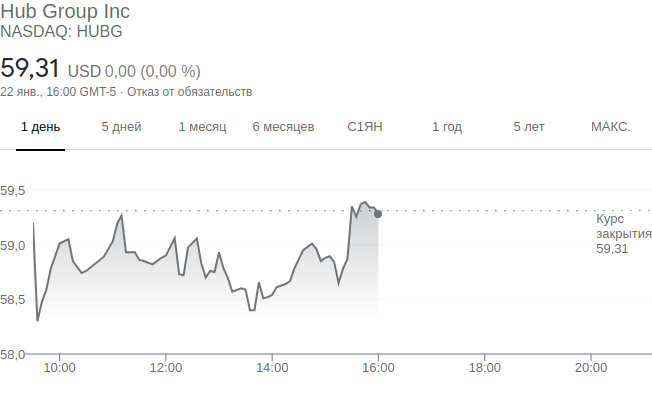 Hub Group Inc
NASDAQ: HUBG
59,31 USD 0,00 (0,00 %)
22 янв., 16:00 GMT-5 · Отказ от обязательств
1 день 5 дней 1 месяц 6 месяцев С1ЯН 1 год 5 лет МАКС.
59,5
Курс
закрытия
59,31
59,0
58,5
58,0
10:00 12:00 14:00 16:00 18:00 20:00